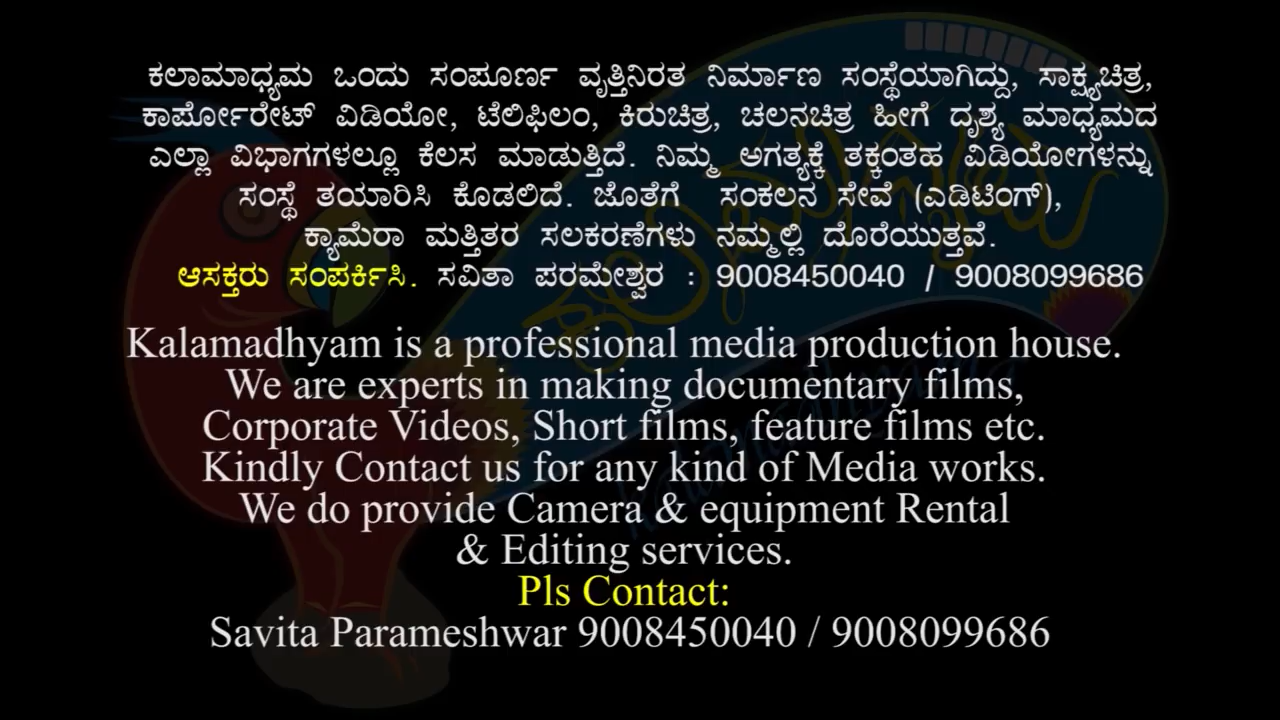 ಕಲಾಮಾಧ್ಯಮ ಒಂದು ಸಂಪೂರ್ಣ ವೃತ್ತಿನಿರತ ನಿರ್ಮಾಣ ಸಂಸ್ಥೆಯಾಗಿದ್ದು, ಸಾಕ್ಷ್ಯಚಿತ್ರ,
ಕಾರ್ಪೋರೇಟ್ ವಿಡಿಯೋ, ಟೆಲಿಫಿಲಂ, ಕಿರುಚಿತ್ರ, ಚಲನಚಿತ್ರ ಹೀಗೆ ದೃಶ್ಯ ಮಾಧ್ಯಮದ
ಎಲ್ಲಾ ವಿಭಾಗಗಳಲ್ಲೂ ಕೆಲಸ ಮಾಡುತ್ತಿದೆ. ನಿಮ್ಮ ಅಗತ್ಯಕ್ಕೆ ತಕ್ಕಂತಹ ವಿಡಿಯೋಗಳನ್ನು
ಸಂಸ್ಥೆ ತಯಾರಿಸಿ ಕೊಡಲಿದೆ. ಜೊತೆಗೆ ಸಂಕಲನ ಸೇವೆ (ಎಡಿಟಿಂಗ್),
ಕ್ಯಾಮೆರಾ ಮತ್ತಿತರ ಸಲಕರಣೆಗಳು ನಮ್ಮಲ್ಲಿ ದೊರೆಯುತ್ತವೆ.
ಆಸಕ್ತರು ಸಂಪರ್ಕಿಸಿ. ಸವಿತಾ ಪರಮೇಶ್ವರ : 9008450040 / 9008099686
Kalamadhyam is a professional media production house.
We are experts in making documentary films,
Corporate Videos, Short films, feature films etc.
Kindly Contact us for any kind of Media works.
We do provide Camera & equipment Rental
& Editing services.
Pls Contact:
Savita Parameshwar 9008450040 / 9008099686